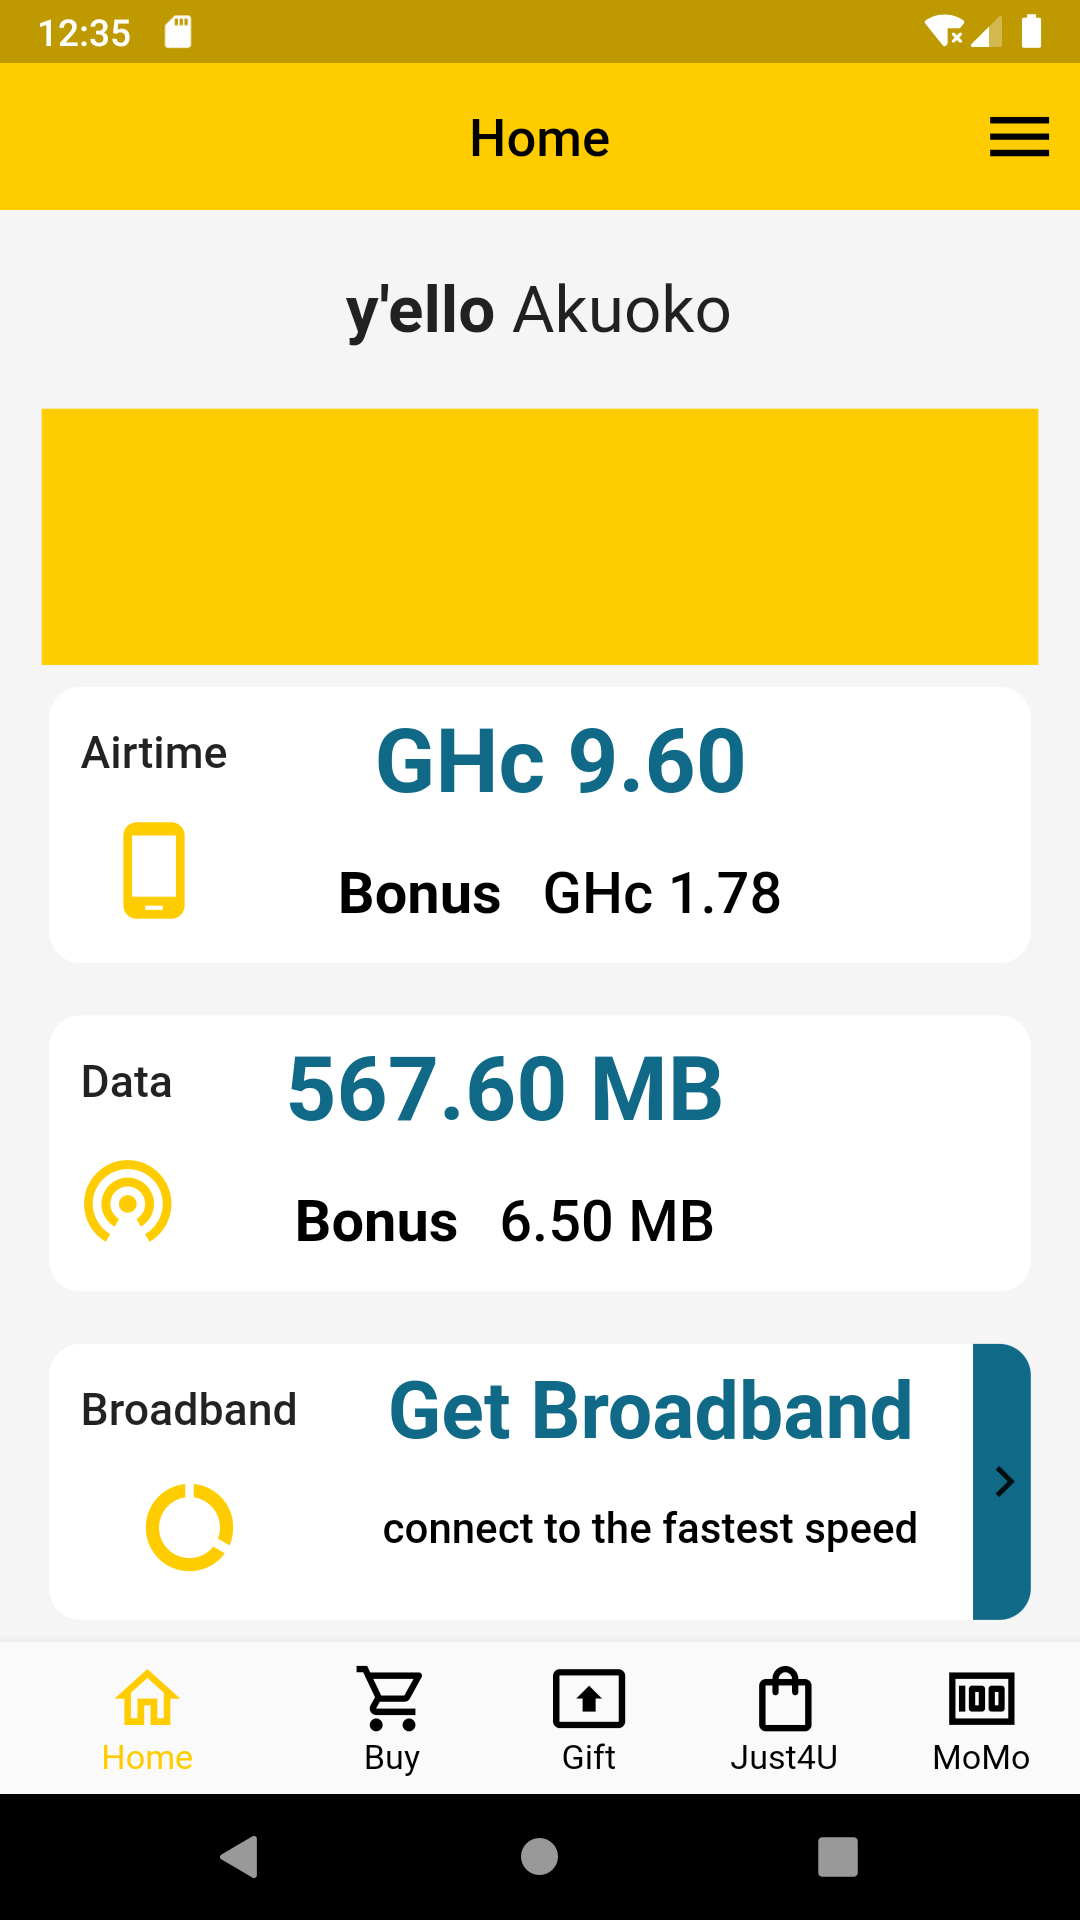 12:35
Home
y'ello Akuoko
Airtime
GHc 9.60
Bonus GHc 1.78
Data
567.60 MB
Bonus 6.50 MB
Broadband
Get Broadband
connect to the fastest speed
Home Buy Gift Just4U MoMo